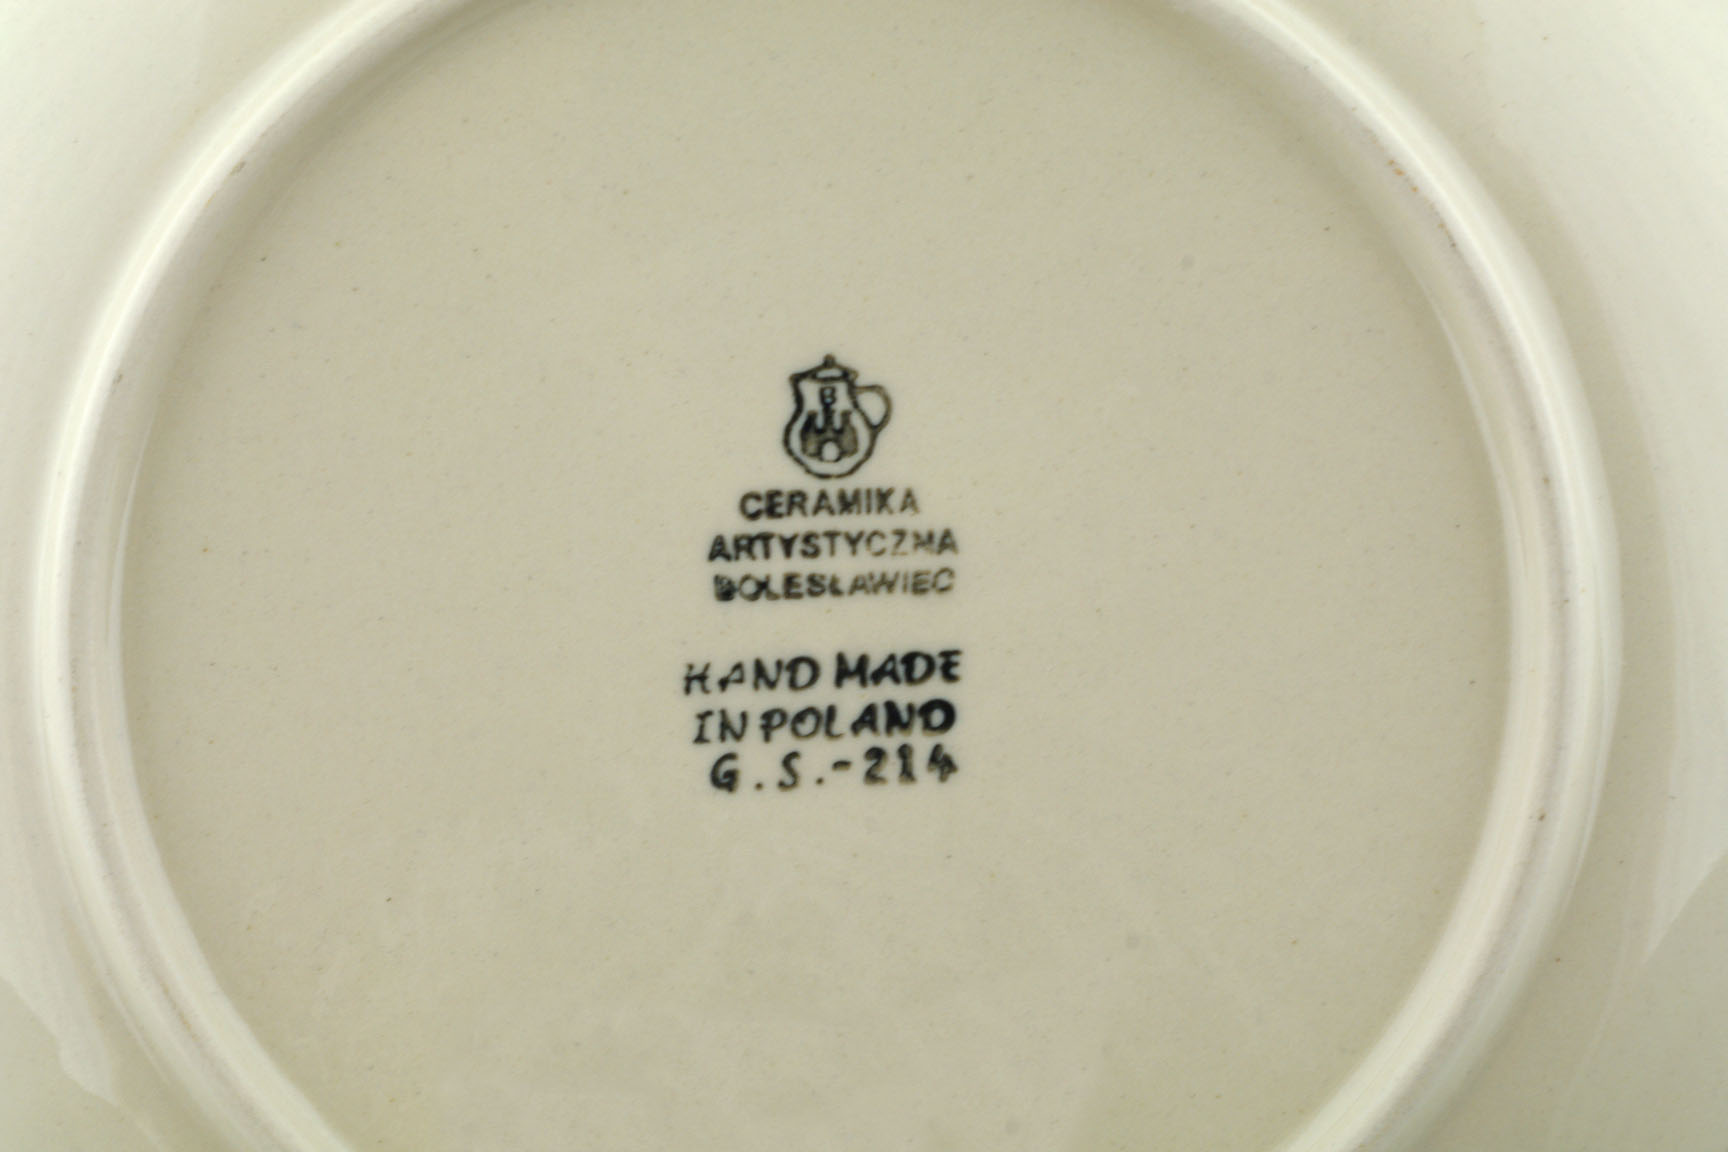 B
CERAMIKA
ARTYSTYCZNA
BOLESŁAWIEC
HAND MADE
IN POLAND
G.S.-214